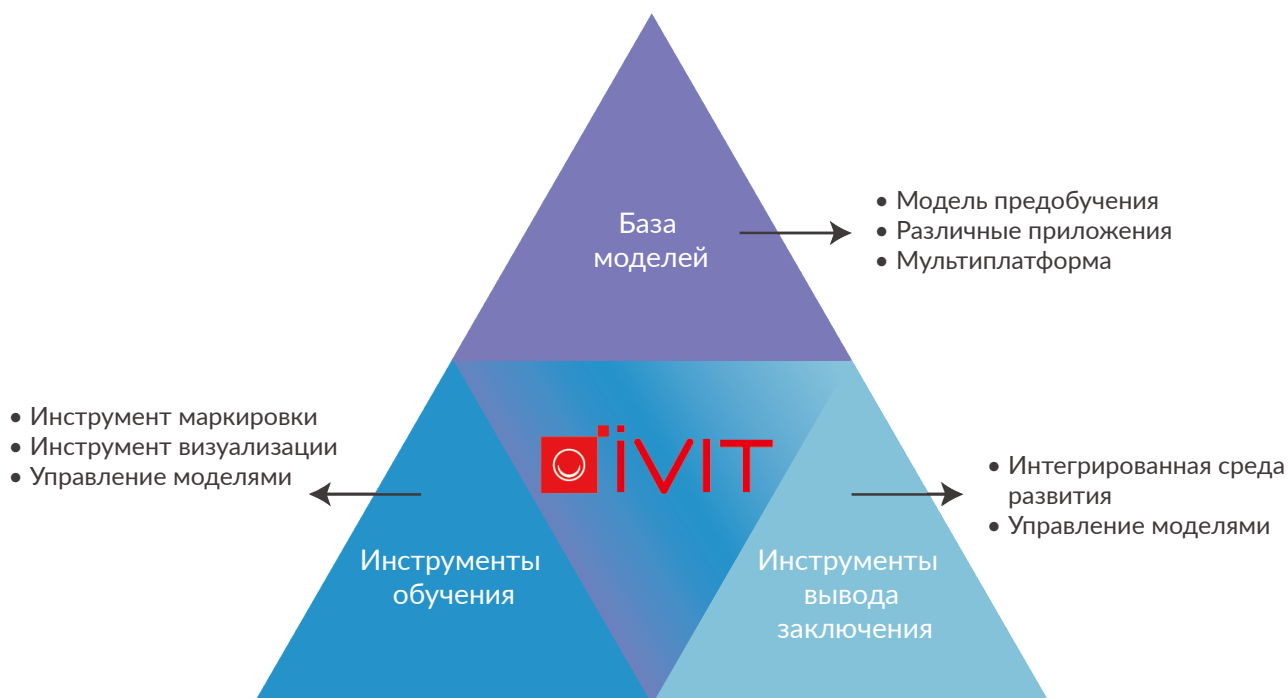 База
моделей
• Модель предобучения
• Различные приложения
• Мультиплатформа
• Инструмент маркировки
• Инструмент визуализации
• Управление моделями
iVIT
• Интегрированная среда
развития
• Управление моделями
Инструменты
обучения
Инструменты
вывода
заключения